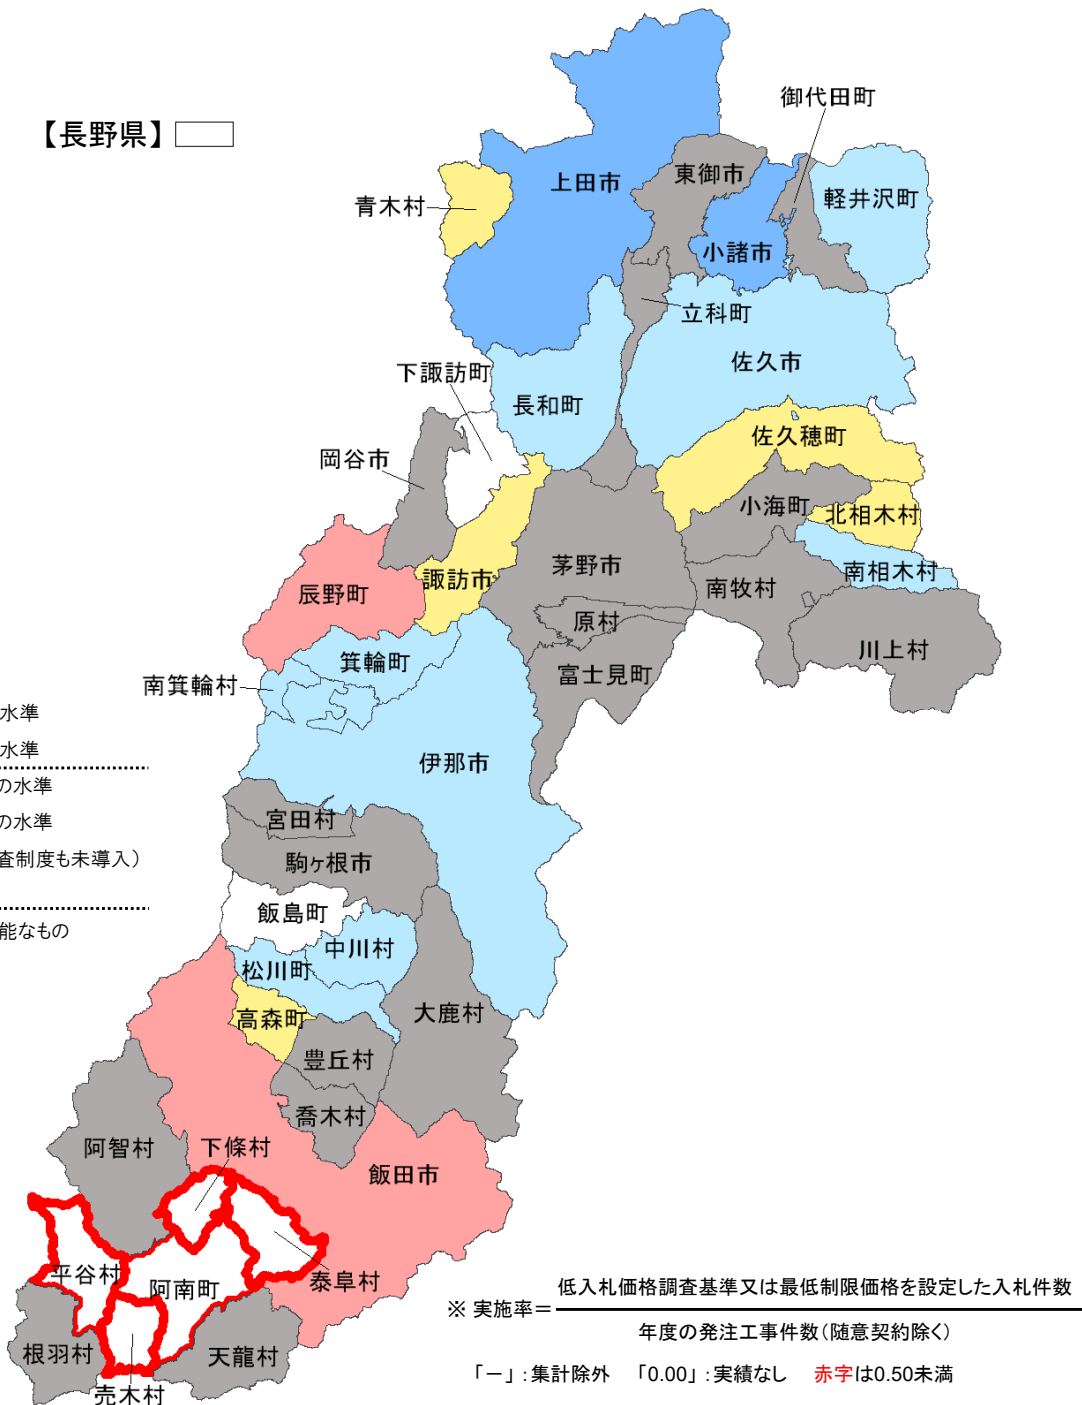 【長野県】
御代田町
東御市
上田市
軽井沢町
青木村
小諸市
立科町
佐久市
下諏訪町
長和町
佐久穂町
岡谷市
小海町
北相木村
茅野市
諏訪市
南相木村
南牧村
辰野町
原村
川上村
箕輪町
富士見町
南箕輪村
水準
水準
伊那市
の水準
の水準
宮田村
査制度も未導入）
駒ヶ根市
飯島町
能なもの
中川村
松川町
大鹿村
高森町
豊丘村
喬木村
阿智村
下條村
飯田市
平谷村
阿南町
泰阜村
根羽村
天龍村
売木村
低入札価格調査基準又は最低制限価格を設定した入札件数
※ 実施率＝
年度の発注工事件数（随意契約除く）
「－」：集計除外 「0.00」：実績なし 赤字は0.50未満